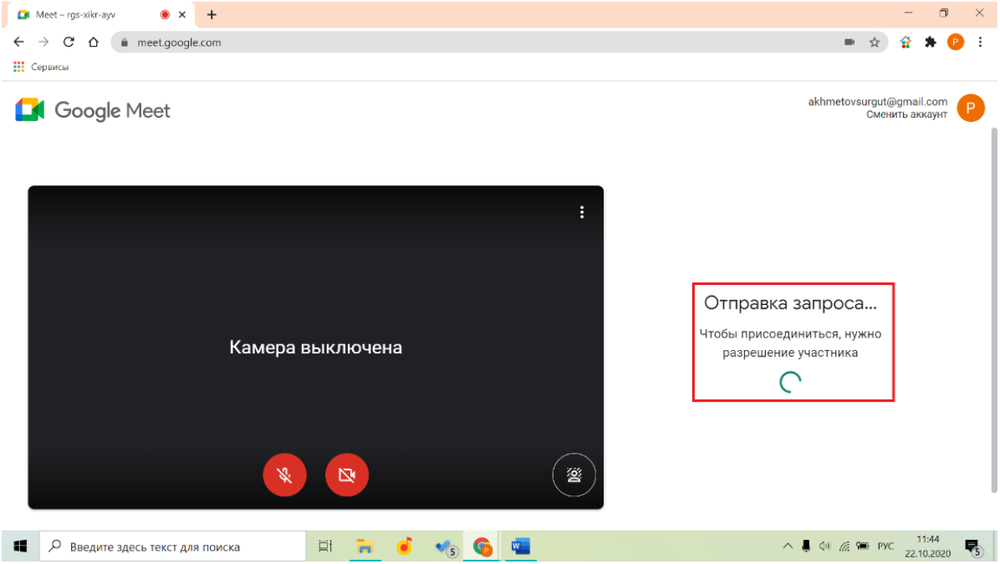 Meet – rgs-xikr-ayv
meet.google.com
P
Сервисы
Google Meet
akhmetovsurgut@gmail.com
Сменить аккаунт
P
Камера выключена
Отправка запроса...
Чтобы присоединиться, нужно
разрешение участника
Введите здесь текст для поиска
5
P
W
РУС
11:44
22.10.2020
5